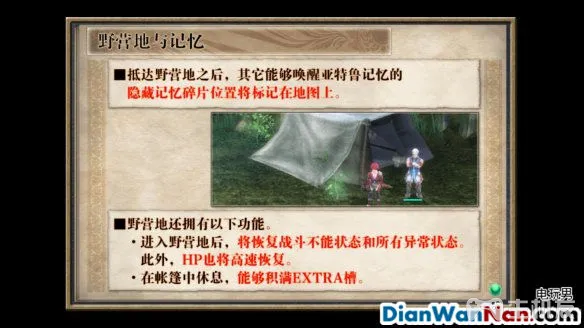 野营地与记忆
■抵达野营地之后，其它能够唤醒亚特鲁记忆的
隐藏记忆碎片位置将标记在地图上。
■野营地还拥有以下功能。
・进入野营地后，将恢复战斗不能状态和所有异常状态。
此外，HP也将高速恢复。
・在帐篷中休息，能够积满EXTRA槽。
电玩男
DianWanNan.com